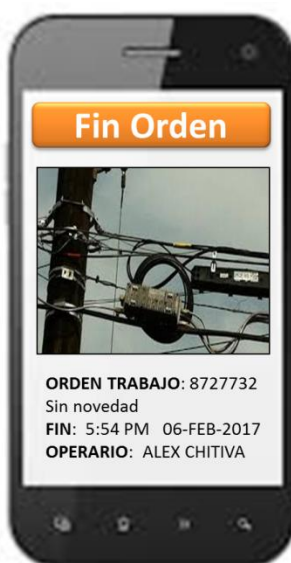 Fin Orden
ORDEN TRABAJO: 8727732
Sin novedad
FIN: 5:54 PM 06-FEB-2017
OPERARIO: ALEX CHITIVA